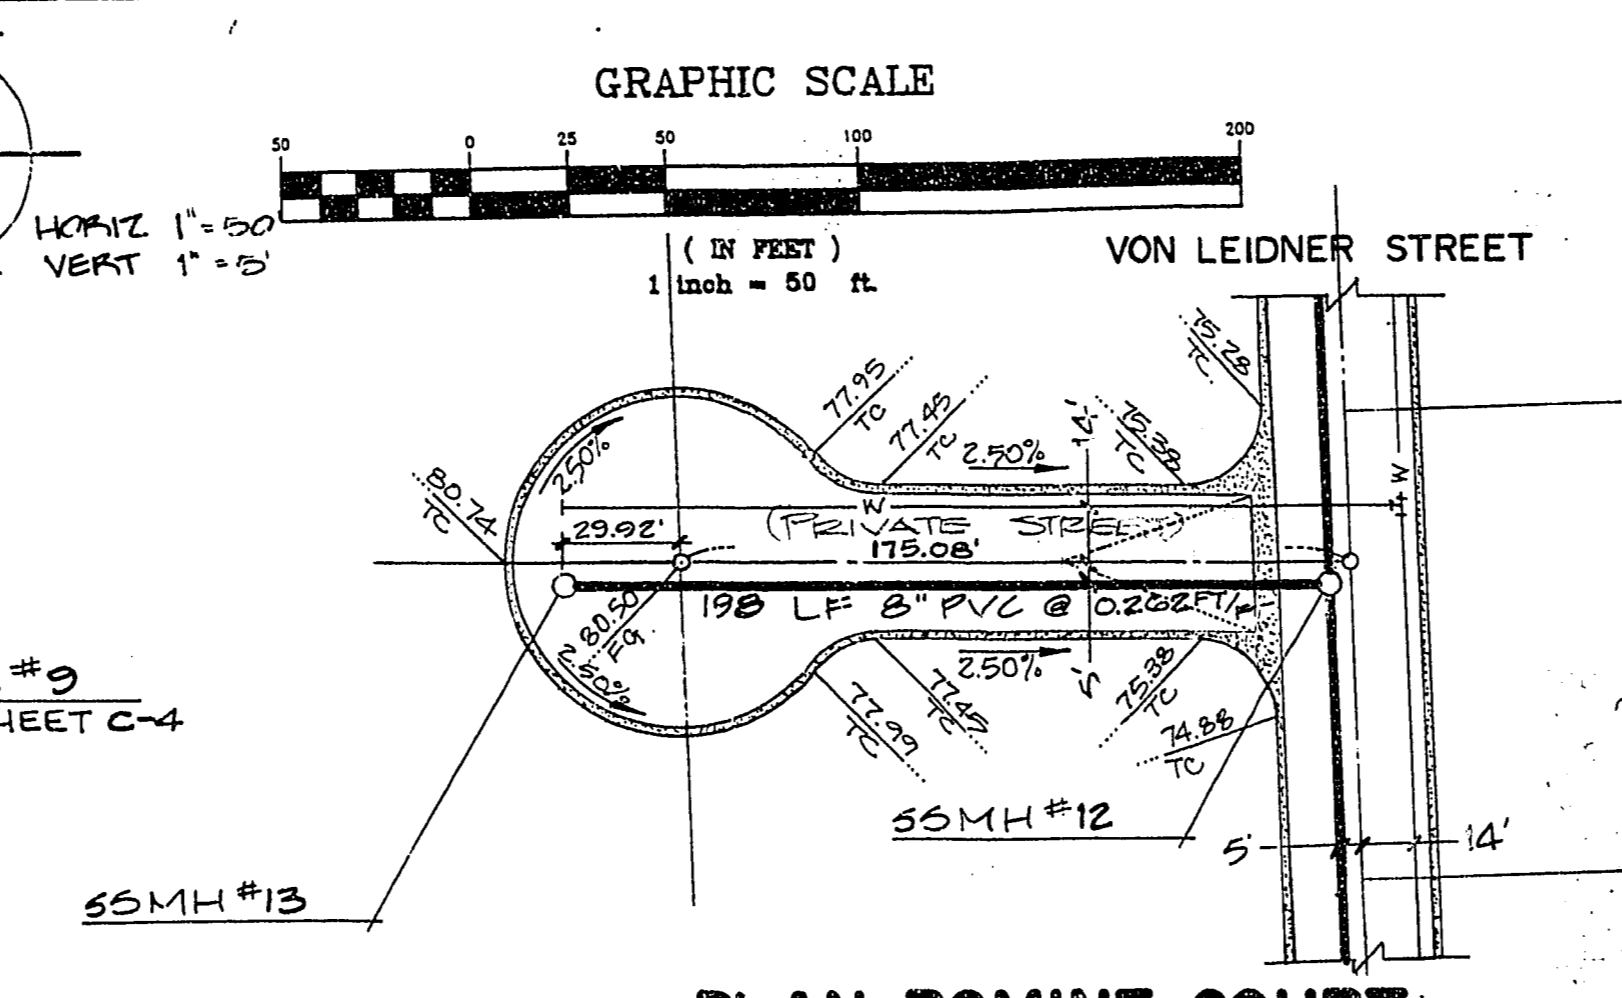 GRAPHIC SCALE
50 0 25 50 100 200
HORIZ 1"=50'
VERT 1"=5'
( IN FEET )
1 inch = 50 ft.
VON LEIDNER STREET
75.28
TC.
77.95
TC
77.45
TC
75.38
TC
14'
2.50%
2.50%
80.74
TC
W
W
(PRIVATE STREET)
29.92'
175.08'
198 LF 8" PVC @ 0.262 FT/F
80.50
FG.
2.50%
2.50%
5'
77.99
TC
77.45
TC
75.38
TC
74.88
TC
#9
HEET C-4
SSMH #12
5' 14'
SSMH #13